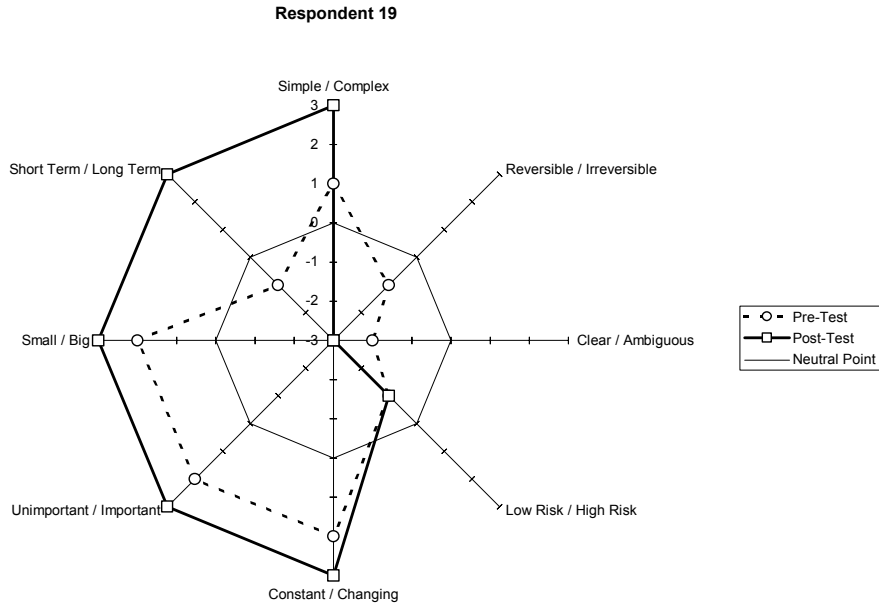 Respondent 19
Simple / Complex
3
Short Term / Long Term
Reversible / Irreversible
2
1
0
-1
-2
Small / Big
-3
Clear / Ambiguous
Pre-Test
Post-Test
Neutral Point
Unimportant / Important
Low Risk / High Risk
Constant / Changing